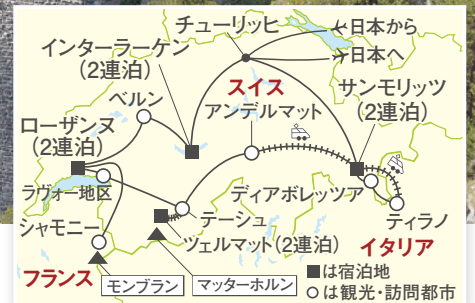 チューリッヒ
日本から
日本へ
インターラーケン
(2連泊)
スイス
サンモリッツ
(2連泊)
ベルン
アンデルマット
ローザンヌ
(2連泊)
ラヴォー地区
ディアボレッツア
テーシュ
ティラノ
シャモニー
ツェルマット(2連泊)
イタリア
フランス
モンブラン
マッターホルン
■は宿泊地
○は観光・訪問都市